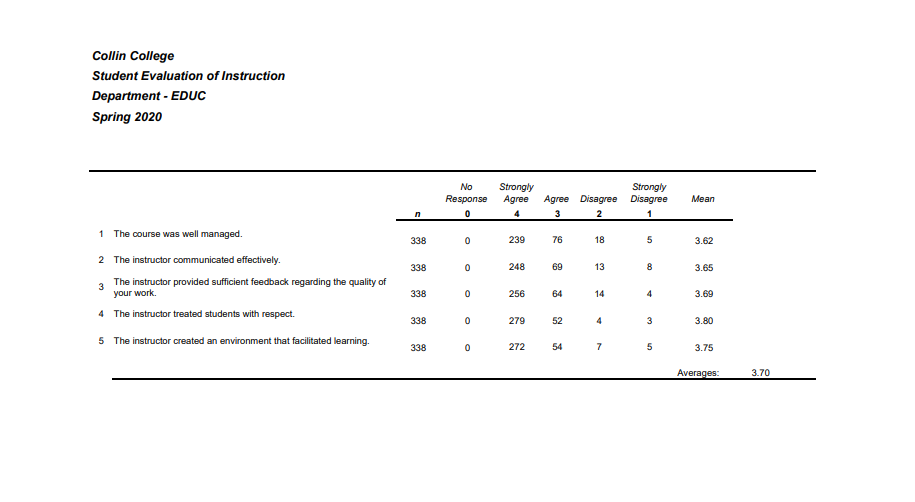 Collin College
Student Evaluation of Instruction
Department - EDUC
Spring 2020
No Strongly Strongly
Response Agree Agree Disagree Disagree Mean
n 0 4 3 2 1
1 The course was well managed. 338 0 239 76 18 5 3.62
2 The instructor communicated effectively. 338 0 248 69 13 8 3.65
3 The instructor provided sufficient feedback regarding the quality of
your work. 338 0 256 64 14 4 3.69
4 The instructor treated students with respect. 338 0 279 52 4 3 3.80
5 The instructor created an environment that facilitated learning. 338 0 272 54 7 5 3.75
Averages: 3.70